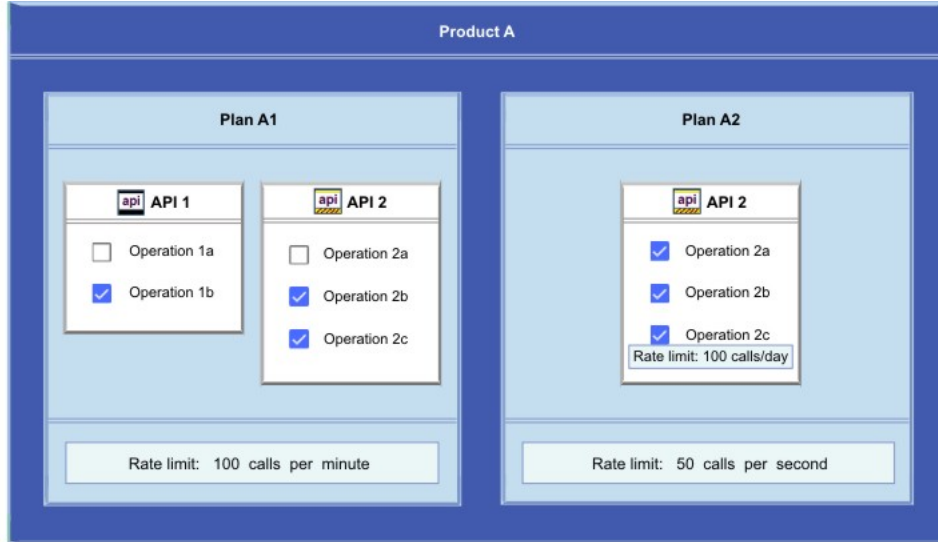 Product A
Plan A1
api API 1
Operation 1a
Operation 1b
api API 2
Operation 2a
Operation 2b
Operation 2c
Rate limit: 100 calls per minute
Plan A2
api API 2
Operation 2a
Operation 2b
Operation 2c
Rate limit: 100 calls/day
Rate limit: 50 calls per second